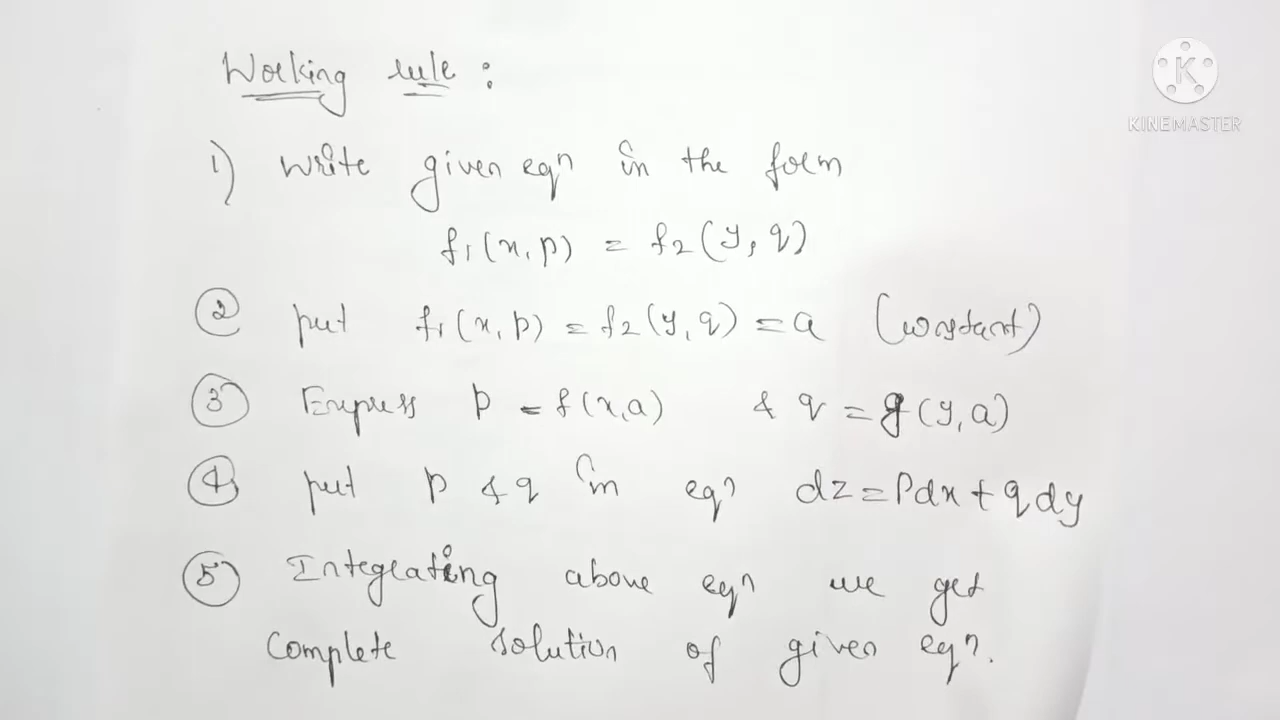 Working rule :
1) write given eqn in the form
f1(x,p) = f2(y,q)
② put f1(x,p) = f2(y,q) = a (constant)
③ Express p = f(x,a) & q = g(y,a)
④ put p & q in eqn dz = Pdx + qdy
⑤ Integrating above eqn we get
complete solution of given eqn.
K
KINEMASTER